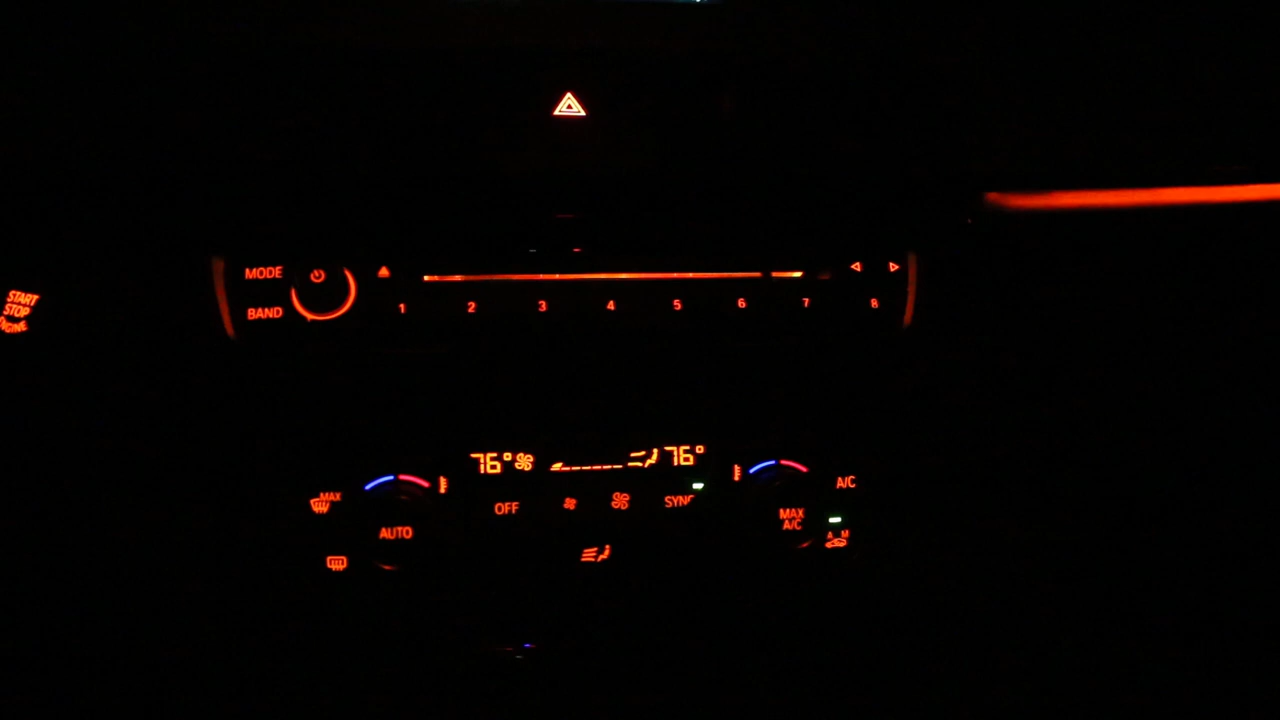 MODE
BAND
1 2 3 4 5 6 7 8
START
STOP
ENGINE
76° 76°
MAX
OFF
SYNC
A/C
AUTO
MAX
A/C
A M